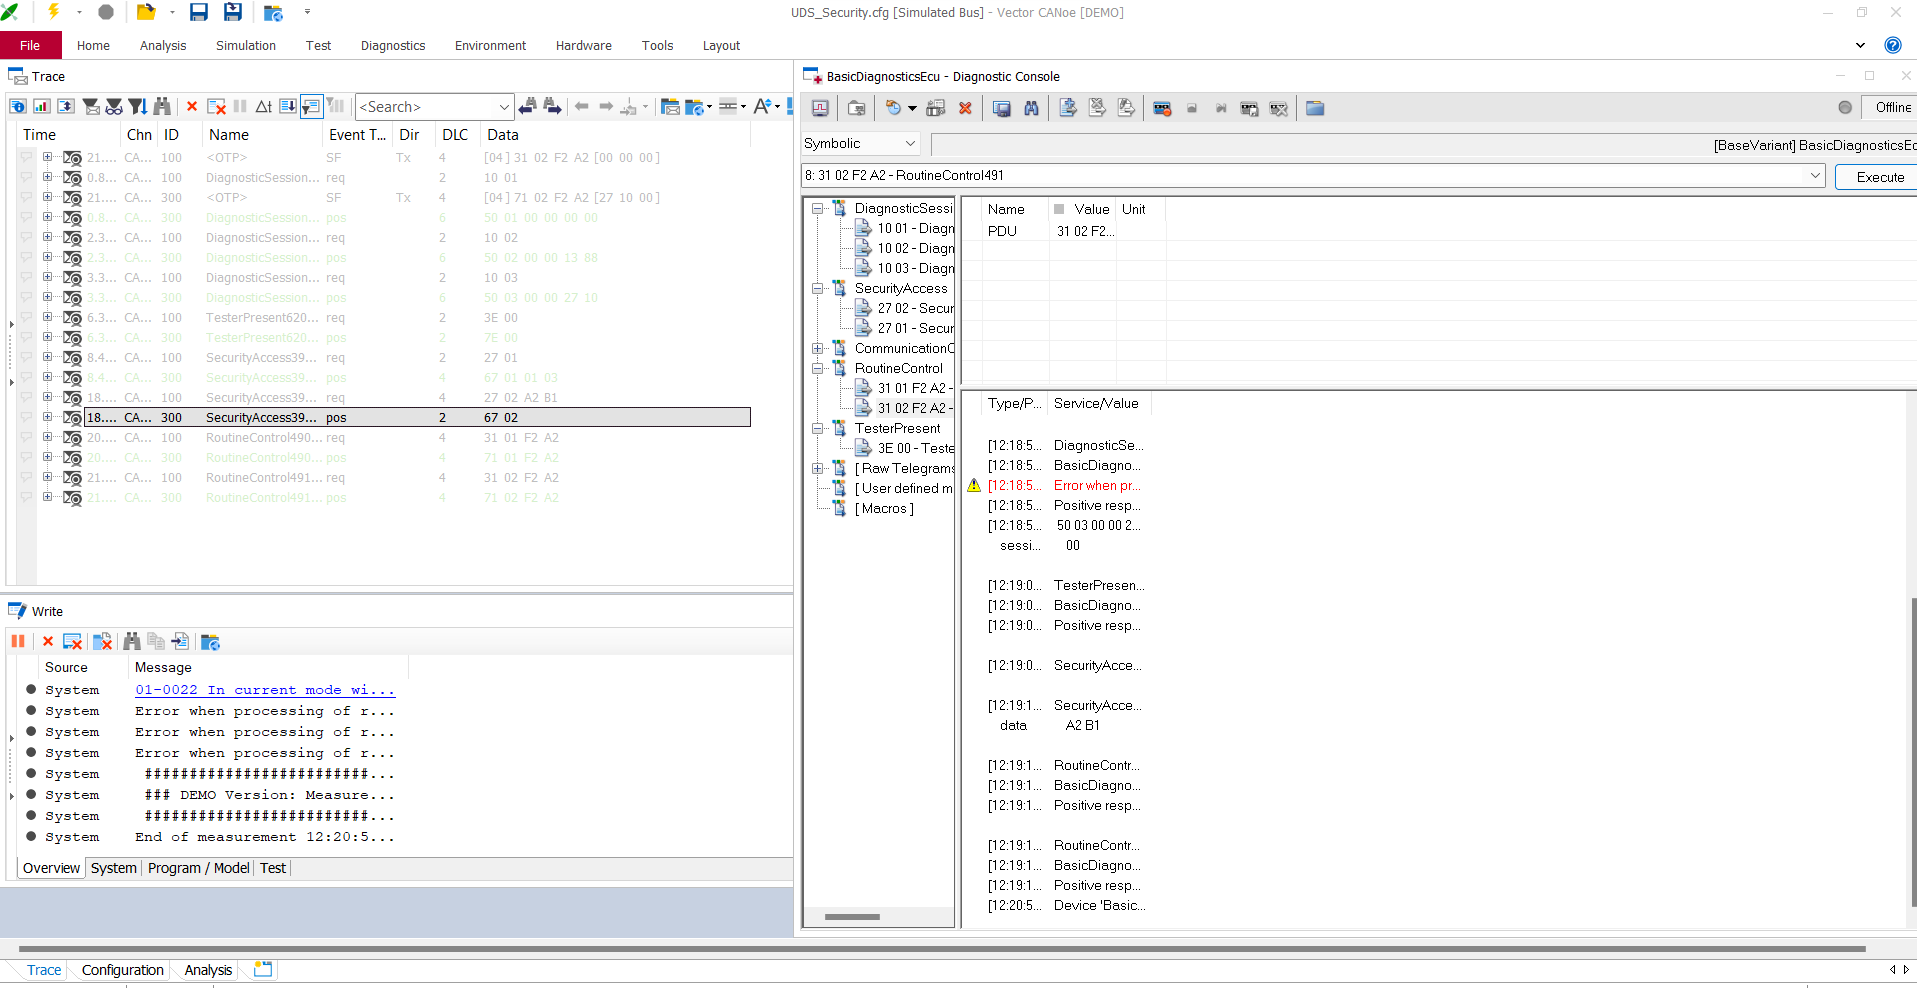 UDS_Security.cfg [Simulated Bus] - Vector CANoe [DEMO]
File Home Analysis Simulation Test Diagnostics Environment Hardware Tools Layout
Trace
<Search>
Time Chn ID Name Event T... Dir DLC Data
21.... CA... 100 <OTP> SF Tx 4 [04] 31 02 F2 A2 [00 00 00]
0.8... CA... 100 DiagnosticSession... req 2 10 01
21.... CA... 300 <OTP> SF Tx 4 [04] 71 02 F2 A2 [27 10 00]
0.8... CA... 300 DiagnosticSession... pos 6 50 01 00 00 00 00
2.3... CA... 100 DiagnosticSession... req 2 10 02
2.3... CA... 300 DiagnosticSession... pos 6 50 02 00 00 13 88
3.3... CA... 100 DiagnosticSession... req 2 10 03
3.3... CA... 300 DiagnosticSession... pos 6 50 03 00 00 27 10
6.3... CA... 100 TesterPresent620... req 2 3E 00
6.3... CA... 300 TesterPresent620... pos 2 7E 00
8.4... CA... 100 SecurityAccess39... req 2 27 01
8.4... CA... 300 SecurityAccess39... pos 4 67 01 01 03
18.... CA... 100 SecurityAccess39... req 4 27 02 A2 B1
18.... CA... 300 SecurityAccess39... pos 2 67 02
20.... CA... 100 RoutineControl490... req 4 31 01 F2 A2
20.... CA... 300 RoutineControl490... pos 4 71 01 F2 A2
21.... CA... 100 RoutineControl491... req 4 31 02 F2 A2
21.... CA... 300 RoutineControl491... pos 4 71 02 F2 A2
Write
Source Message
System 01-0022 In current mode wi...
System Error when processing of r...
System Error when processing of r...
System Error when processing of r...
System #########################...
System ### DEMO Version: Measure...
System #########################...
System End of measurement 12:20:5...
Overview System Program / Model Test
BasicDiagnosticsEcu - Diagnostic Console
Offline
Symbolic
[BaseVariant] BasicDiagnosticsEc
8: 31 02 F2 A2 - RoutineControl491
Execute
DiagnosticSessi
10 01 - Diagn
10 02 - Diagn
10 03 - Diagn
SecurityAccess
27 02 - Secur
27 01 - Secur
CommunicationC
RoutineControl
31 01 F2 A2 -
31 02 F2 A2 -
TesterPresent
3E 00 - Teste
[ Raw Telegrams
[ User defined m
[ Macros ]
Name Value Unit
PDU 31 02 F2...
Type/P... Service/Value
[12:18:5... DiagnosticSe...
[12:18:5... BasicDiagno...
[12:18:5... Error when pr...
[12:18:5... Positive resp...
[12:18:5... 50 03 00 00 2...
sessi... 00
[12:19:0... TesterPresen...
[12:19:0... BasicDiagno...
[12:19:0... Positive resp...
[12:19:0... SecurityAcce...
[12:19:1... SecurityAcce...
data A2 B1
[12:19:1... RoutineContr...
[12:19:1... BasicDiagno...
[12:19:1... Positive resp...
[12:19:1... RoutineContr...
[12:19:1... BasicDiagno...
[12:19:1... Positive resp...
[12:20:5... Device 'Basic...
Trace Configuration Analysis